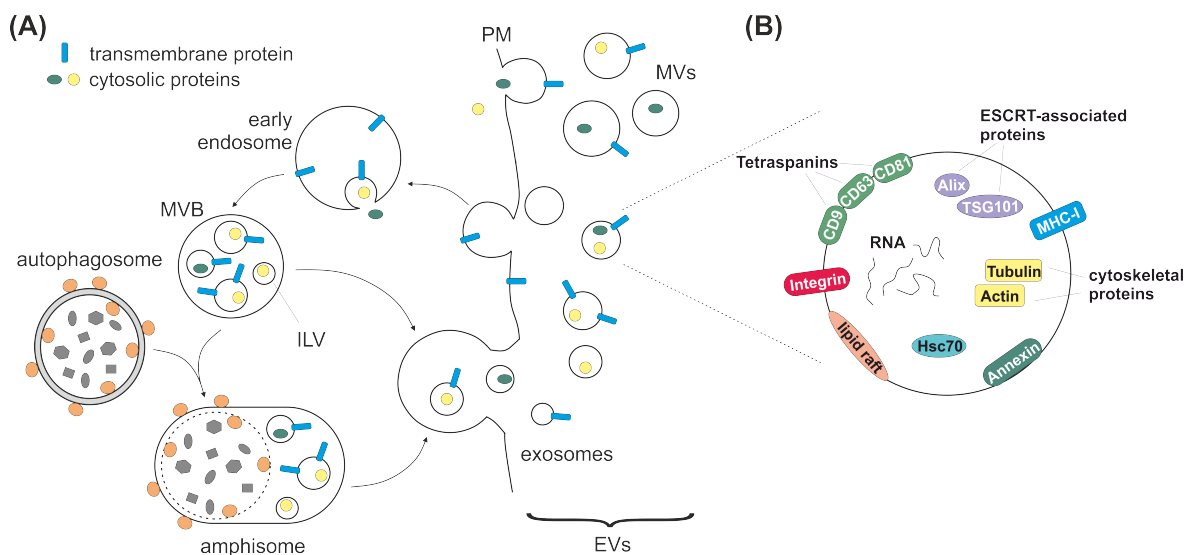 (A)
transmembrane protein
cytosolic proteins
PM
MVs
early
endosome
MVB
autophagosome
ILV
exosomes
amphisome
EVs
(B)
ESCRT-associated
proteins
Tetraspanins
CD81
CD63
CD9
Alix
TSG101
MHC-I
RNA
Integrin
Tubulin
Actin
cytoskeletal
proteins
lipid raft
Hsc70
Annexin